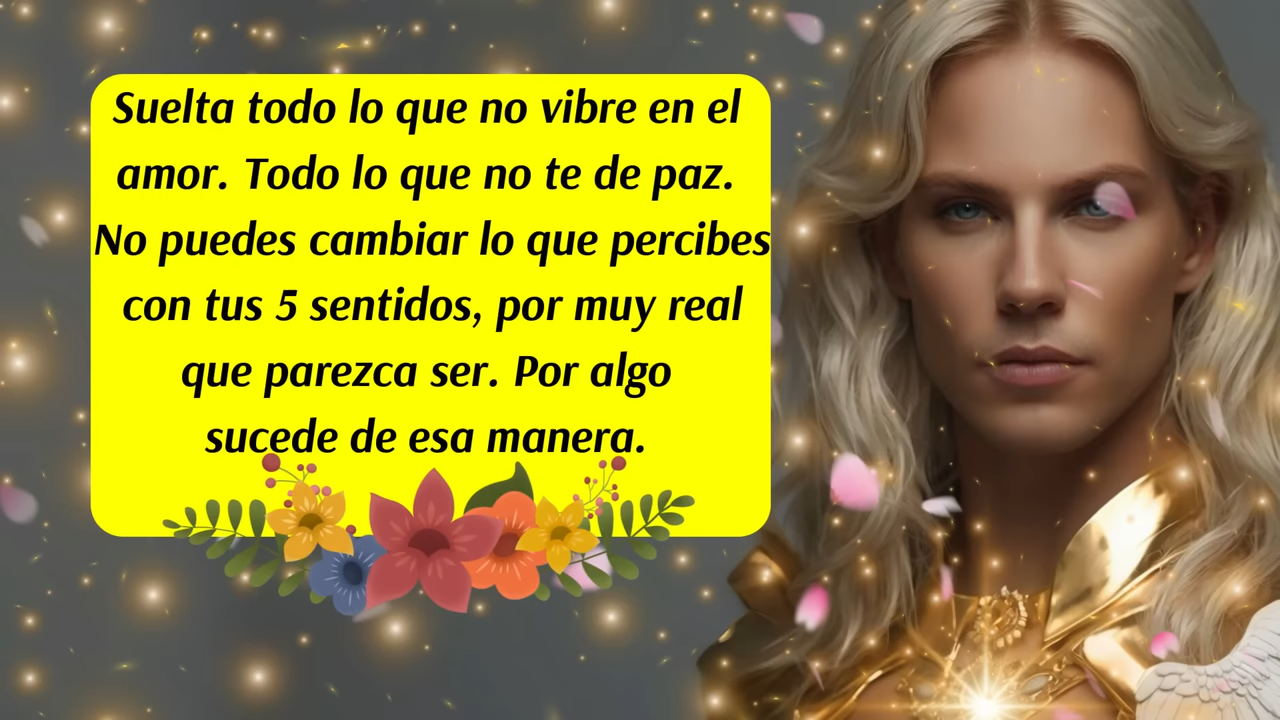 Suelta todo lo que no vibre en el
amor. Todo lo que no te de paz.
No puedes cambiar lo que percibes
con tus 5 sentidos, por muy real
que parezca ser. Por algo
sucede de esa manera.